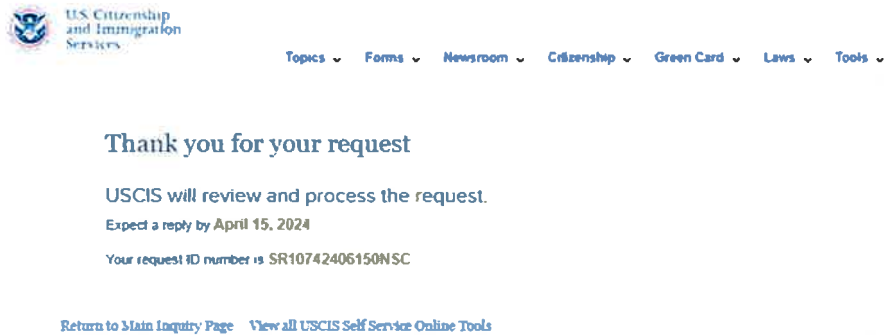 U.S. Citizenship
and Immigration
Services
Topics Forms Newsroom Citizenship Green Card Laws Tools
Thank you for your request
USCIS will review and process the request.
Expect a reply by April 15, 2024
Your request ID number is SR10742406150NSC
Return to Main Inquiry Page View all USCIS Self Service Online Tools